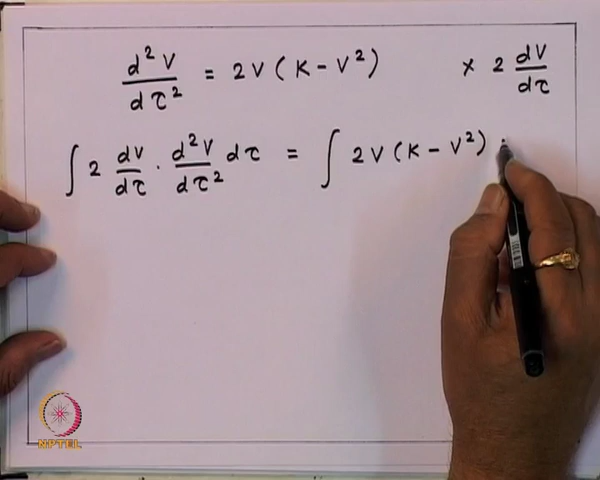 d²V/dτ² = 2V(K - V²) × 2 dV/dτ
∫ 2 dV/dτ · d²V/dτ² dτ = ∫ 2V(K - V²) ·
NPTEL